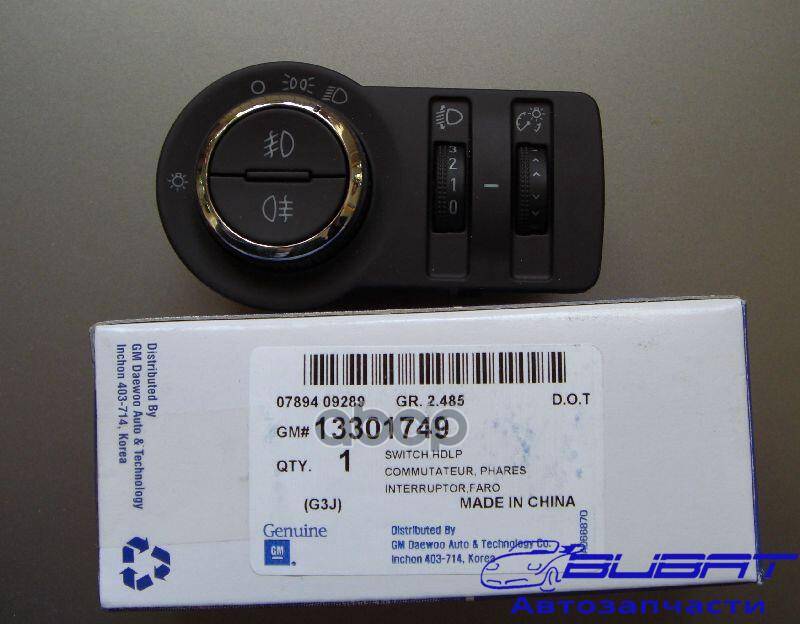 3
2
1
0
Distributed By
GM Daewoo Auto & Technology
Inchon 403-714, Korea
07894 09289 GR. 2.485 D.O.T
GM# 13301749
QTY. 1
SWITCH HDLP
COMMUTATEUR, PHARES
INTERRUPTOR,FARO
(G3J) MADE IN CHINA
Genuine
GM
Distributed By
GM Daewoo Auto & Technology Co.
Inchon 403-714, Korea
BUBAT
Автозапчасти